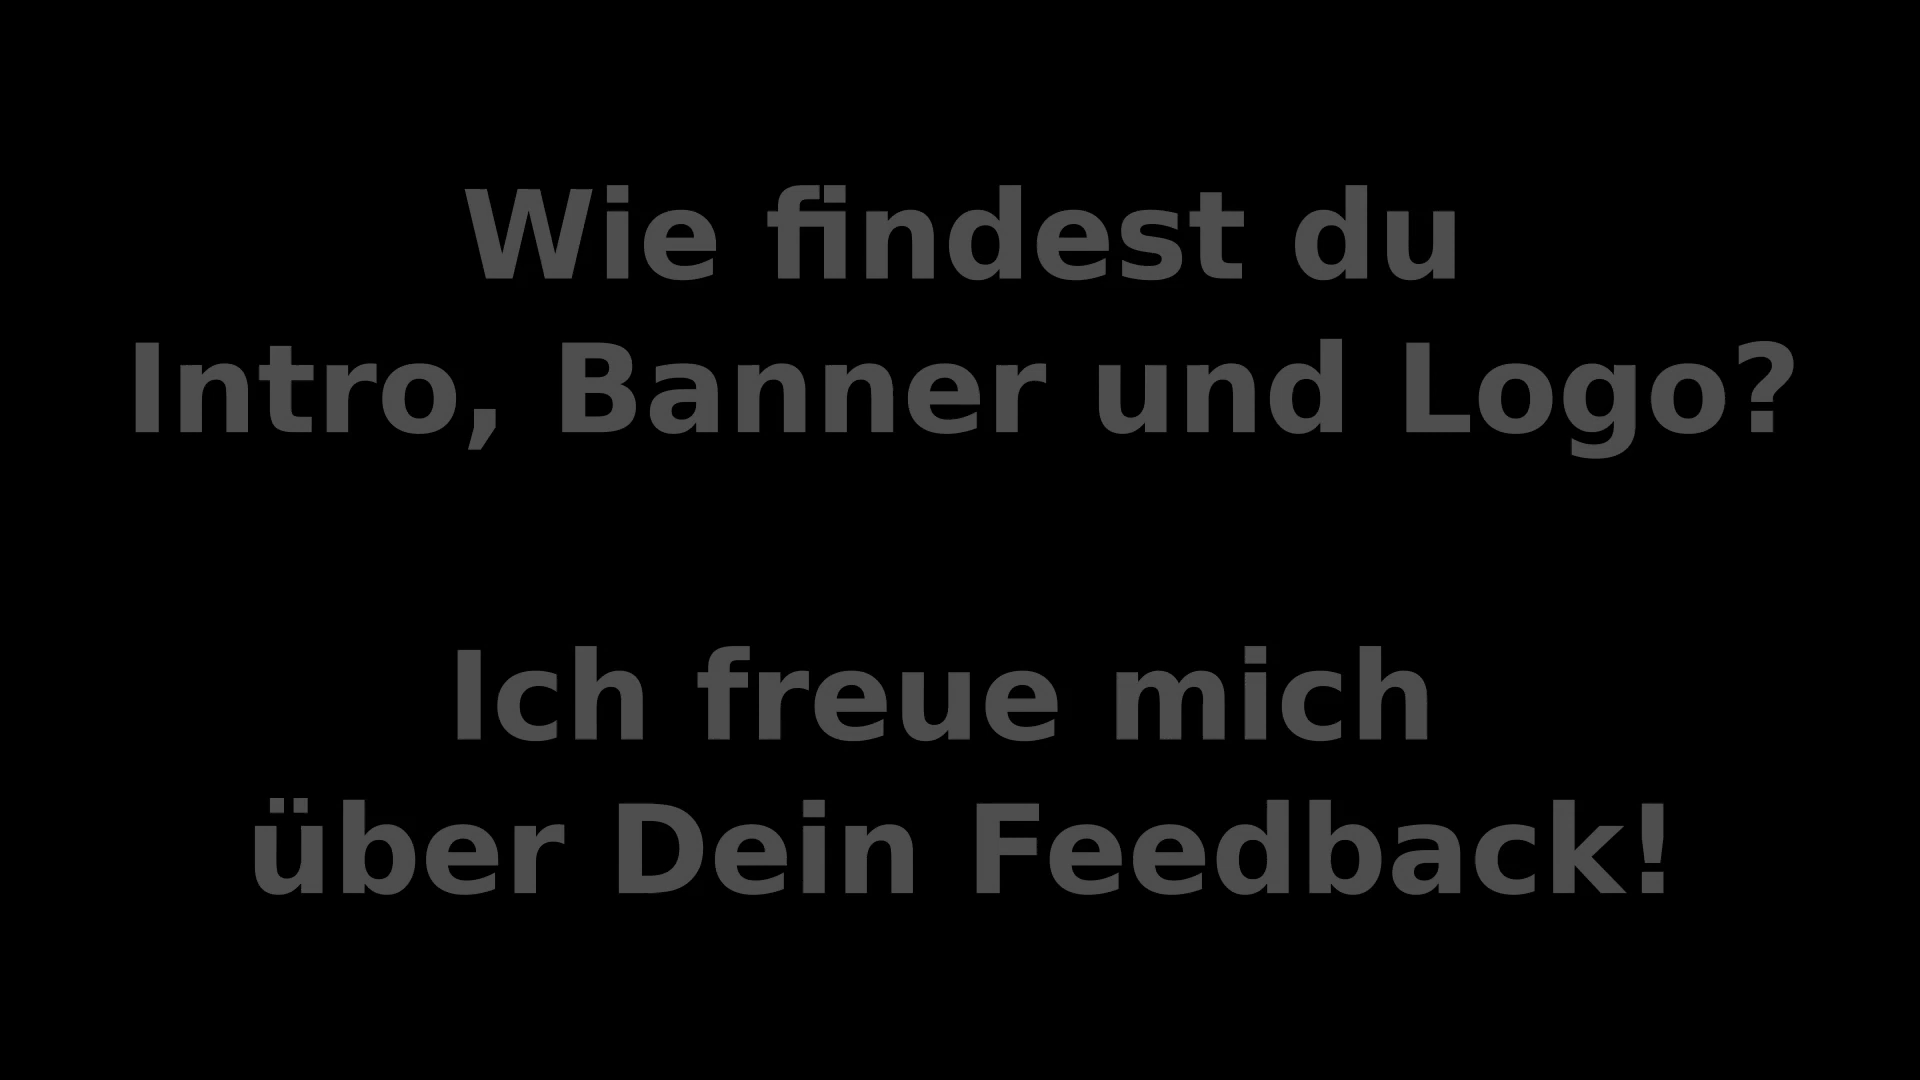 Wie findest du
Intro, Banner und Logo?
Ich freue mich
über Dein Feedback!